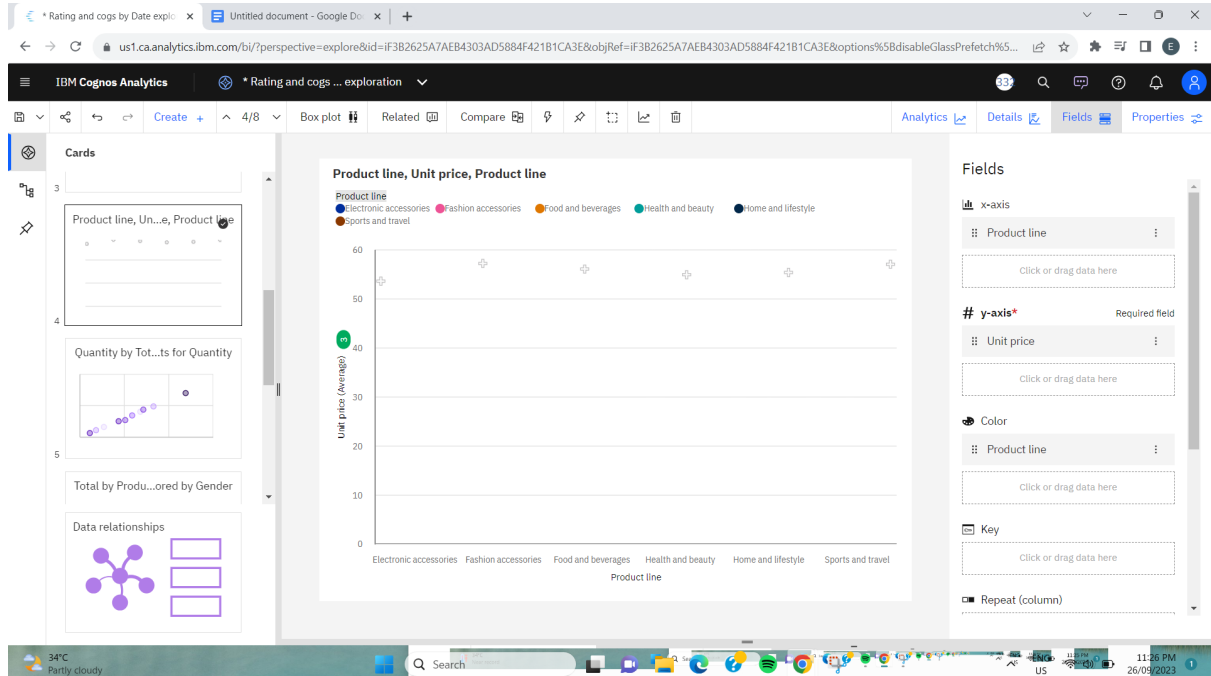 * Rating and cogs by Date explo
Untitled document - Google Do
us1.ca.analytics.ibm.com/bi/?perspective=explore&id=iF3B2625A7AEB4303AD5884F421B1CA3E&objRef=iF3B2625A7AEB4303AD5884F421B1CA3E&options%5BdisableGlassPrefetch%5...
E
IBM Cognos Analytics
* Rating and cogs ... exploration
Create +
4/8
Box plot
Related
Compare
Analytics
Details
Fields
Properties
Cards
3
Product line, Un...e, Product line
4
Quantity by Tot...ts for Quantity
5
Total by Produ...ored by Gender
Data relationships
Product line, Unit price, Product line
Product line
Electronic accessories Fashion accessories Food and beverages Health and beauty Home and lifestyle
Sports and travel
60
50
40
30
20
10
0
3
Unit price (Average)
Electronic accessories Fashion accessories Food and beverages Health and beauty Home and lifestyle Sports and travel
Product line
Fields
x-axis
Product line
Click or drag data here
# y-axis* Required field
Unit price
Click or drag data here
Color
Product line
Click or drag data here
Key
Click or drag data here
Repeat (column)
34°C
Partly cloudy
Search
ENG
US
11:26 PM
26/09/2023
1